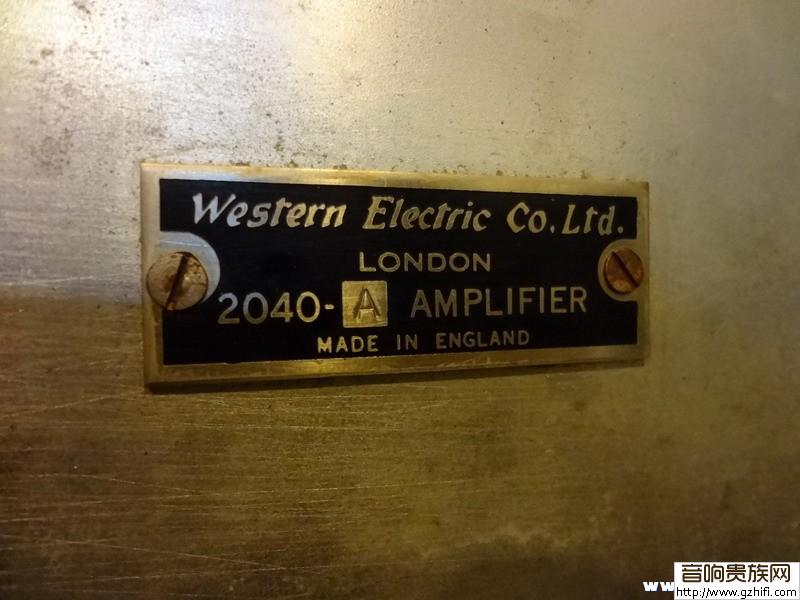 Western Electric Co. Ltd.
LONDON
2040-A AMPLIFIER
MADE IN ENGLAND
音响贵族网
http://www.gzhifi.com